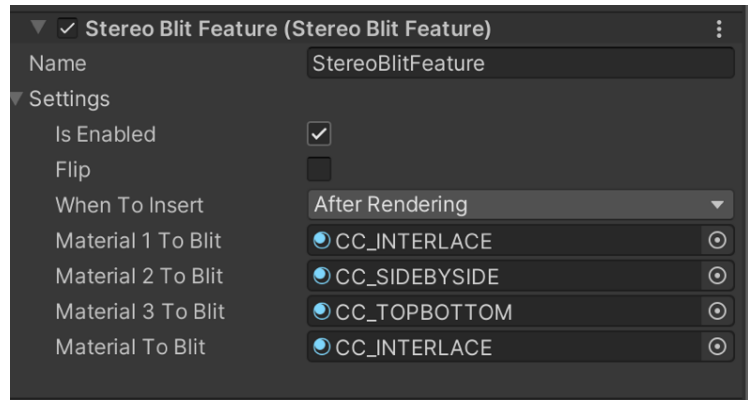 Stereo Blit Feature (Stereo Blit Feature)
Name StereoBlitFeature
Settings
Is Enabled
Flip
When To Insert After Rendering
Material 1 To Blit CC_INTERLACE
Material 2 To Blit CC_SIDEBYSIDE
Material 3 To Blit CC_TOPBOTTOM
Material To Blit CC_INTERLACE